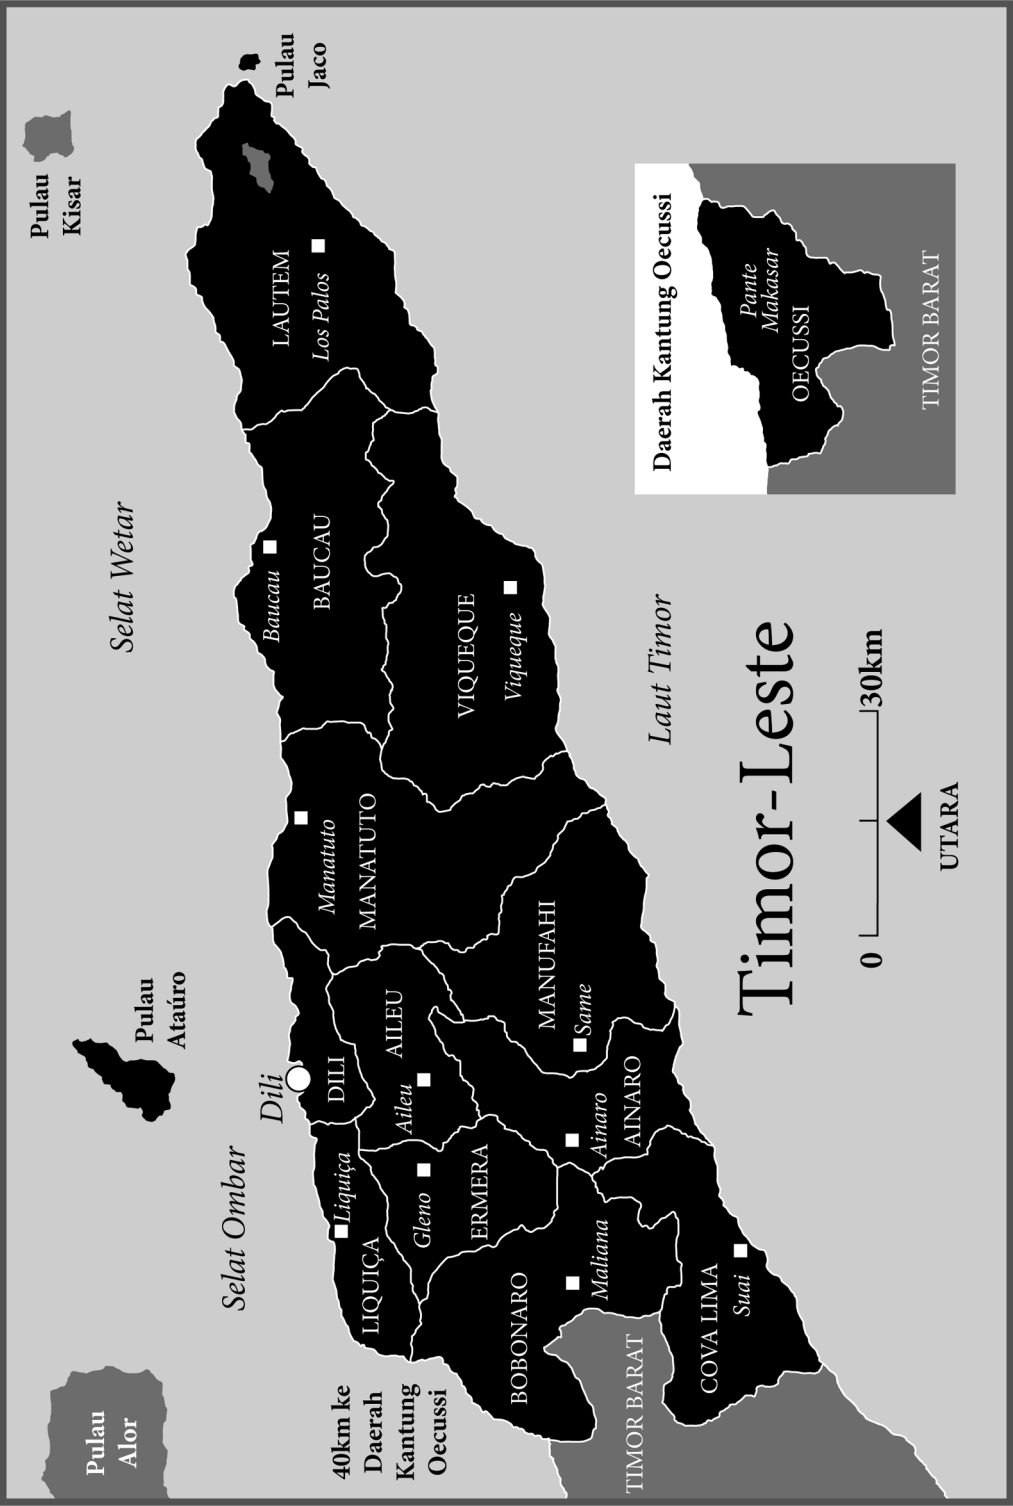 Pulau
Alor
Selat Ombar
Pulau
Ataúro
Selat Wetar
Pulau
Kisar
Pulau
Jaco
40km ke
Daerah
Kantung
Oecussi
Dili
DILI
Liquiça
LIQUIÇA
Gleno
ERMERA
Aileu
AILEU
Manatuto
MANATUTO
Baucau
BAUCAU
LAUTEM
Los Palos
VIQUEQUE
Viqueque
MANUFAHI
Same
Ainaro
AINARO
BOBONARO
Maliana
COVA LIMA
Suai
TIMOR BARAT
Laut Timor
Timor-Leste
0
30km
UTARA
Daerah Kantung Oecussi
Pante
Makasar
OECUSSI
TIMOR BARAT